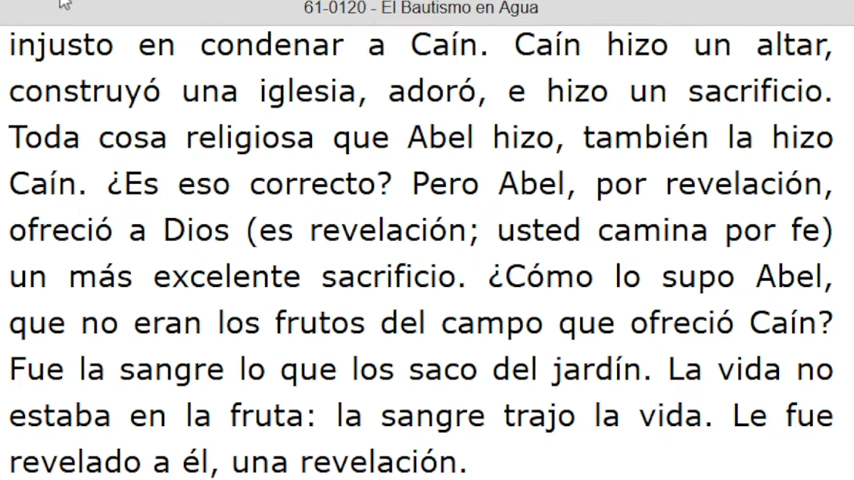 61-0120 - El Bautismo en Agua
injusto en condenar a Caín. Caín hizo un altar,
construyó una iglesia, adoró, e hizo un sacrificio.
Toda cosa religiosa que Abel hizo, también la hizo
Caín. ¿Es eso correcto? Pero Abel, por revelación,
ofreció a Dios (es revelación; usted camina por fe)
un más excelente sacrificio. ¿Cómo lo supo Abel,
que no eran los frutos del campo que ofreció Caín?
Fue la sangre lo que los saco del jardín. La vida no
estaba en la fruta: la sangre trajo la vida. Le fue
revelado a él, una revelación.